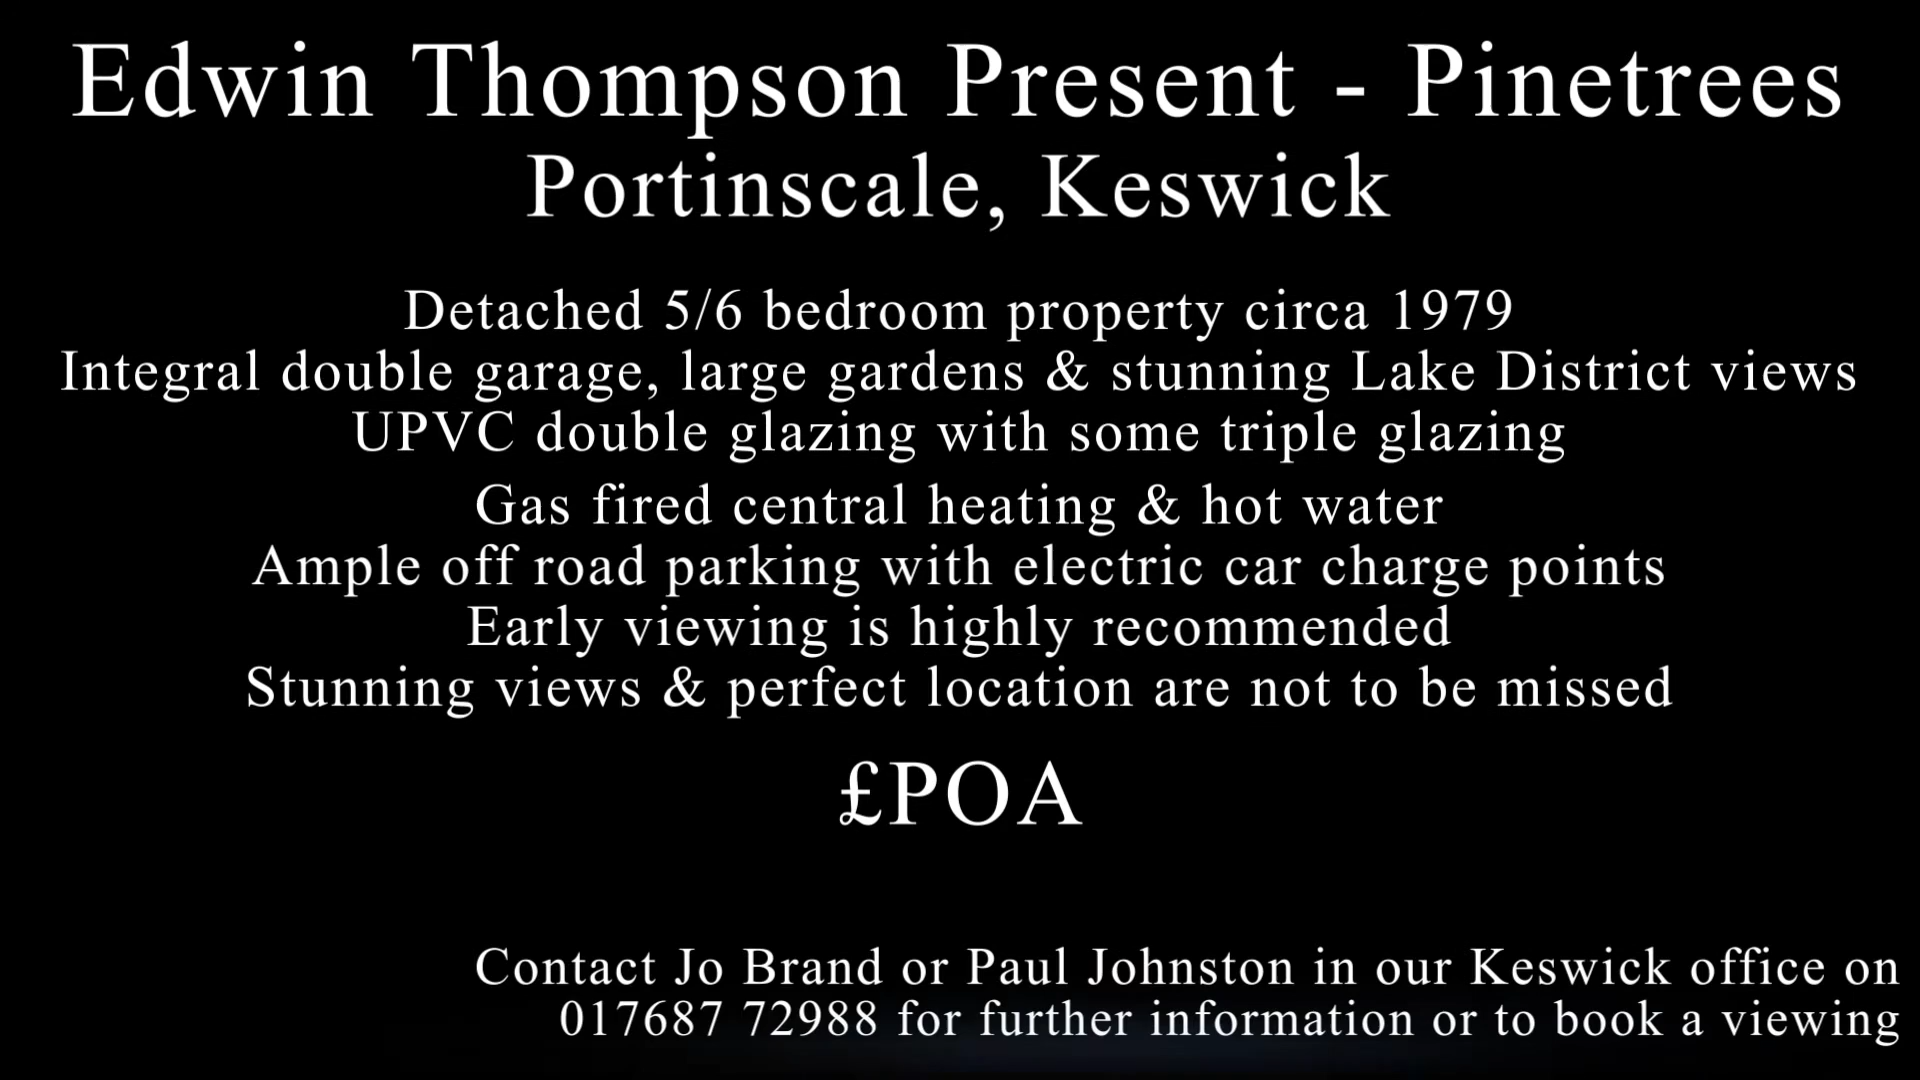 Edwin Thompson Present - Pinetrees
Portinscale, Keswick
Detached 5/6 bedroom property circa 1979
Integral double garage, large gardens & stunning Lake District views
UPVC double glazing with some triple glazing
Gas fired central heating & hot water
Ample off road parking with electric car charge points
Early viewing is highly recommended
Stunning views & perfect location are not to be missed
£POA
Contact Jo Brand or Paul Johnston in our Keswick office on
017687 72988 for further information or to book a viewing